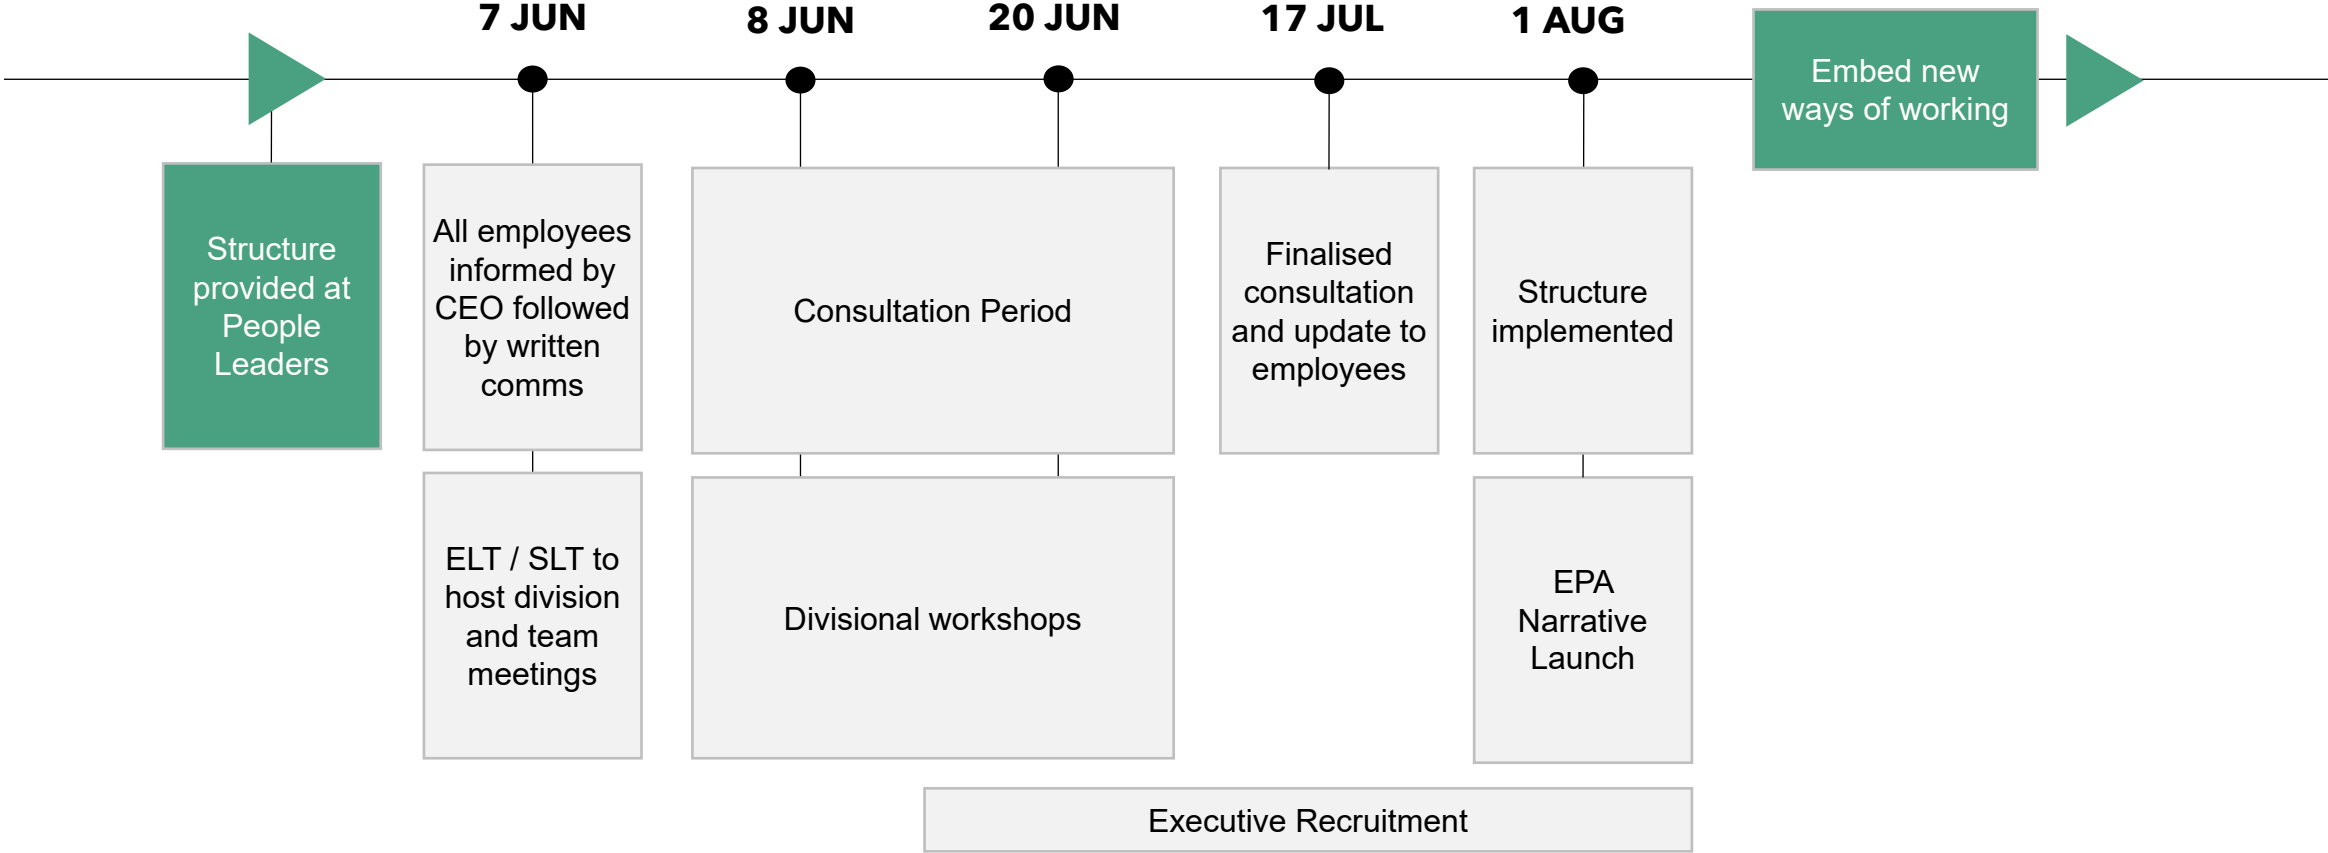 7 JUN
8 JUN
20 JUN
17 JUL
1 AUG
Embed new
ways of working
Structure
provided at
People
Leaders
All employees
informed by
CEO followed
by written
comms
Consultation Period
Finalised
consultation
and update to
employees
Structure
implemented
ELT / SLT to
host division
and team
meetings
Divisional workshops
EPA
Narrative
Launch
Executive Recruitment